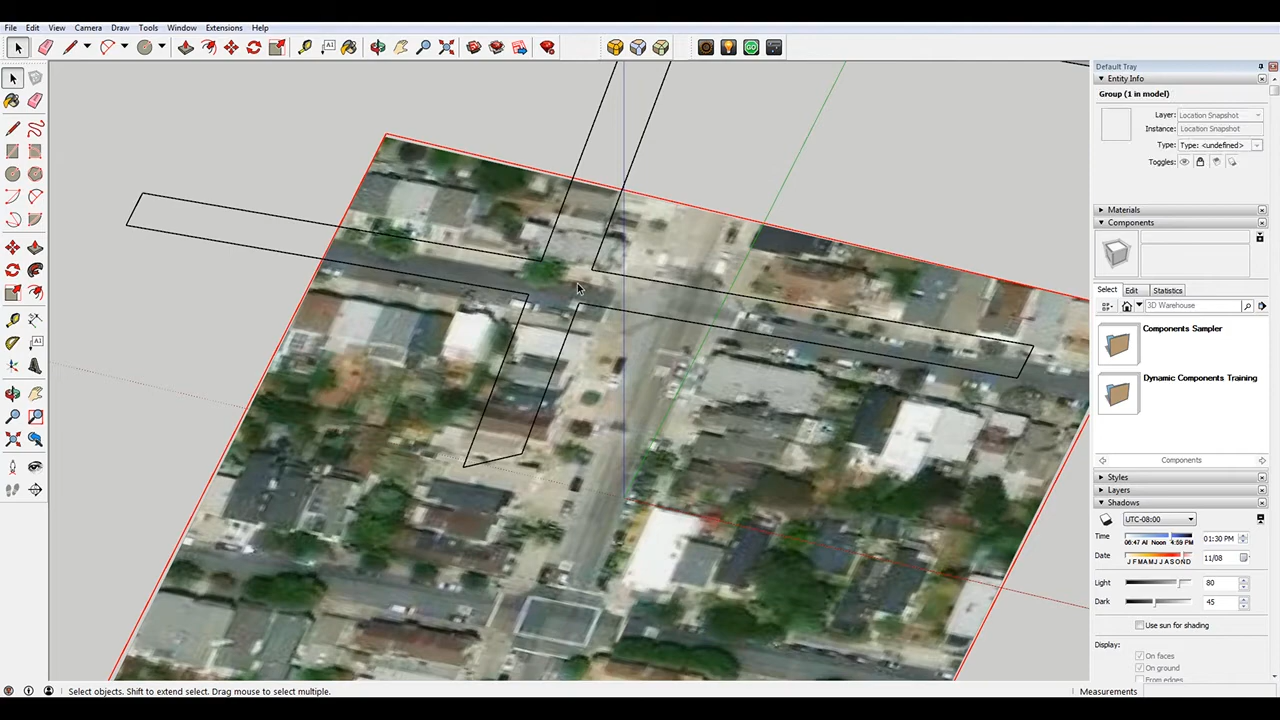 File Edit View Camera Draw Tools Window Extensions Help
Default Tray
Entity Info
Group (1 in model)
Layer: Location Snapshot
Instance: Location Snapshot
Type: Type: <undefined>
Toggles:
Materials
Components
Select Edit Statistics
3D Warehouse
Components Sampler
Dynamic Components Training
Components
Styles
Layers
Shadows
UTC-08:00
Time 06:47 AM Noon 4:59 PM 01:30 PM
Date J F M A M J J A S O N D 11/08
Light 80
Dark 45
Use sun for shading
Display:
On faces
On ground
From edges
Select objects. Shift to extend select. Drag mouse to select multiple.
Measurements